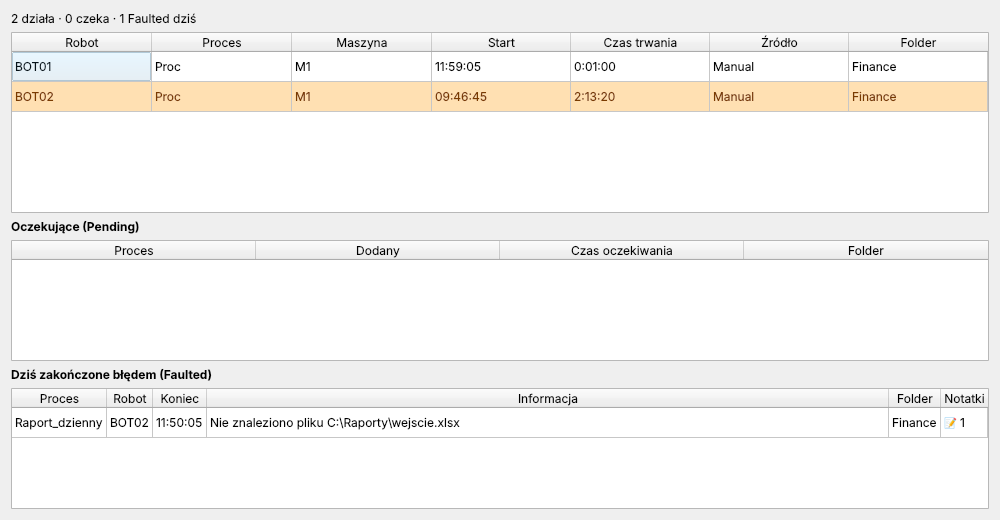 2 działa · 0 czeka · 1 Faulted dziś
Robot Proces Maszyna Start Czas trwania Źródło Folder
BOT01 Proc M1 11:59:05 0:01:00 Manual Finance
BOT02 Proc M1 09:46:45 2:13:20 Manual Finance
Oczekujące (Pending)
Proces Dodany Czas oczekiwania Folder
Dziś zakończone błędem (Faulted)
Proces Robot Koniec Informacja Folder Notatki
Raport_dzienny BOT02 11:50:05 Nie znaleziono pliku C:\Raporty\wejscie.xlsx Finance 📝 1